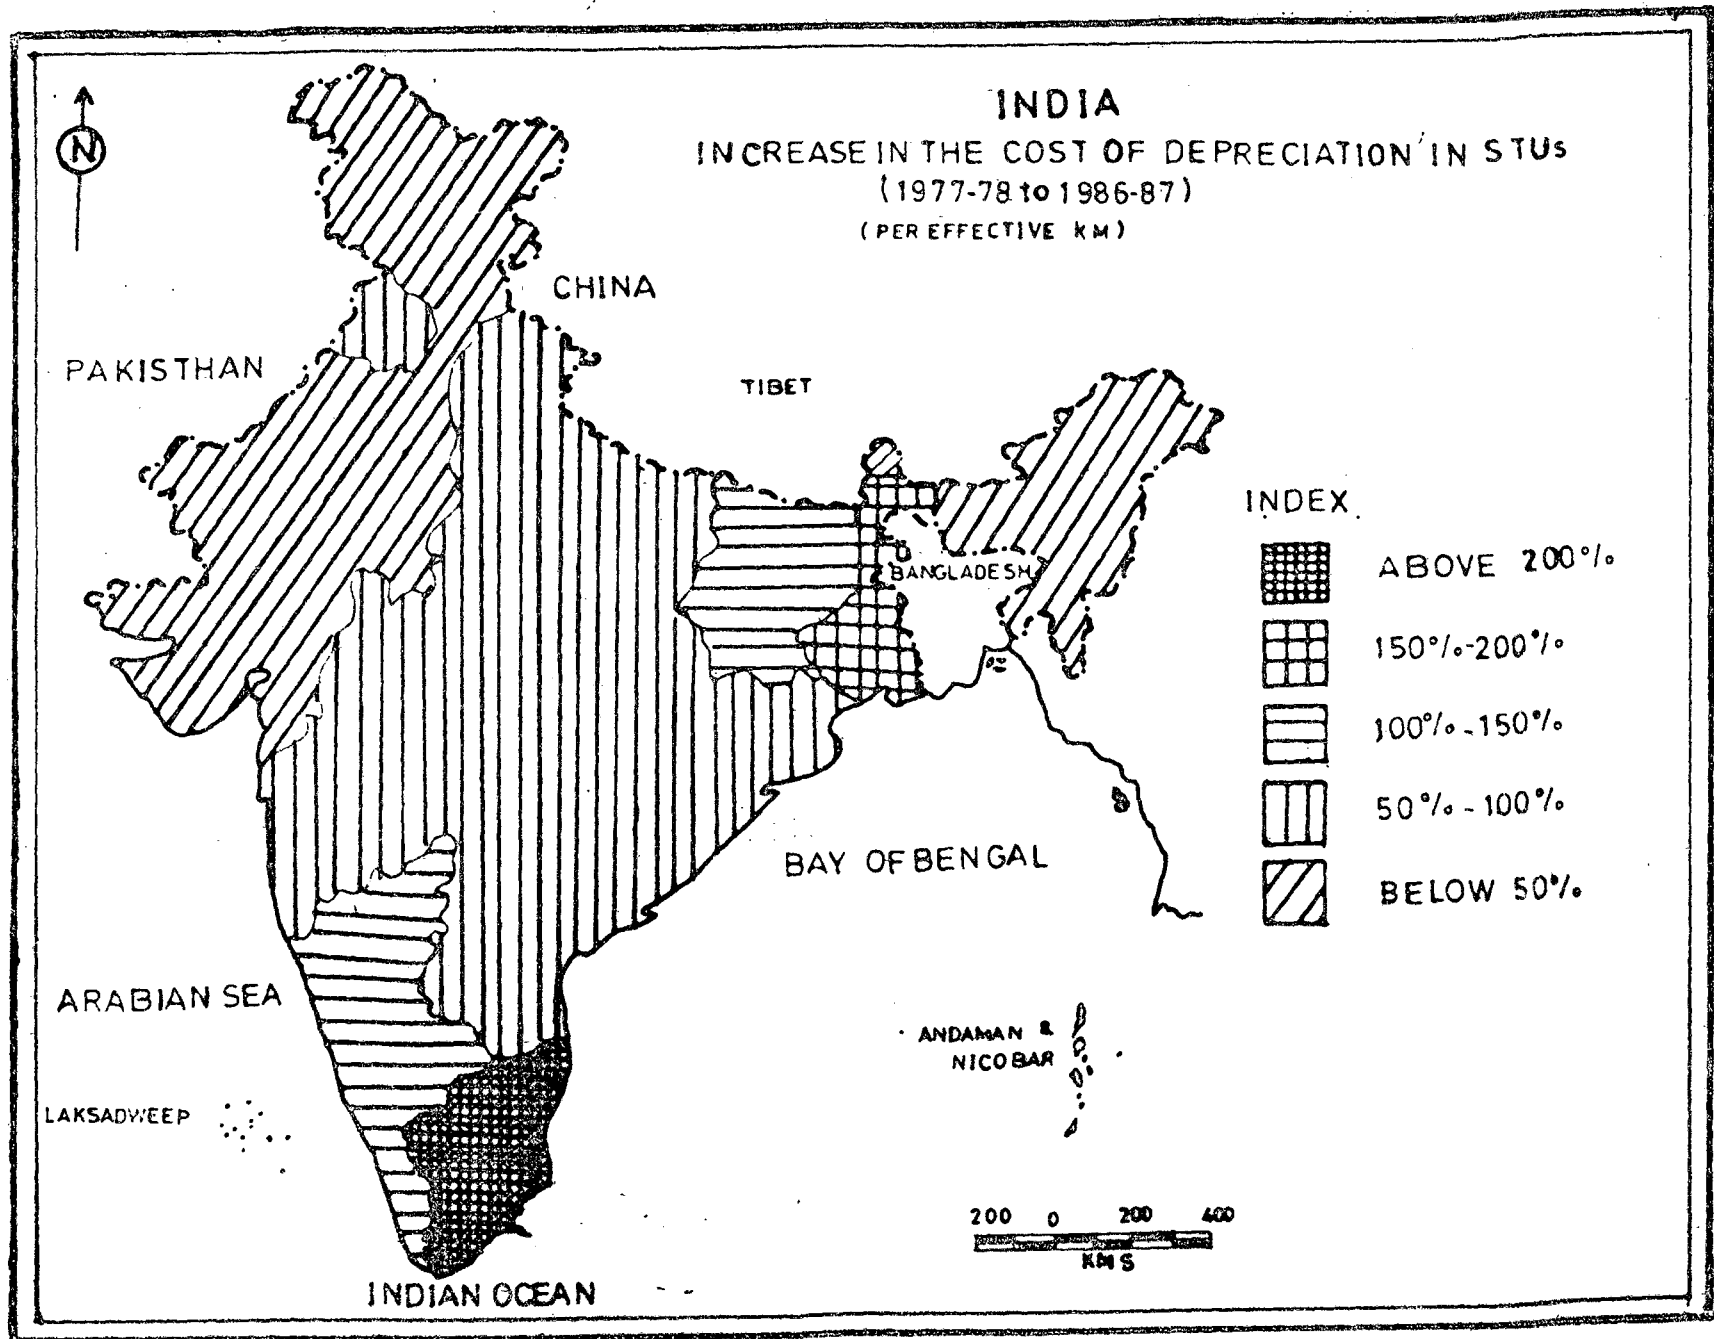 N
INDIA
INCREASE IN THE COST OF DEPRECIATION IN STUs
(1977-78 to 1986-87)
(PER EFFECTIVE KM)
CHINA
PAKISTHAN
TIBET
BANGLADESH
INDEX
ABOVE 200%
150%-200%
100%-150%
50%-100%
BELOW 50%
BAY OF BENGAL
ARABIAN SEA
ANDAMAN &
NICOBAR
LAKSADWEEP
200 0 200 400
KMS
INDIAN OCEAN